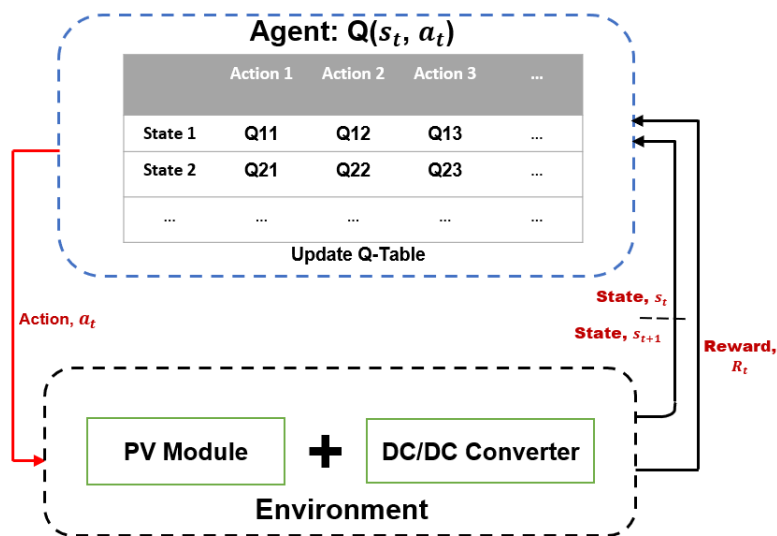 Agent: Q(s_t, a_t)
Action 1 Action 2 Action 3 ...
State 1 Q11 Q12 Q13 ...
State 2 Q21 Q22 Q23 ...
... ... ... ... ...
Update Q-Table
Action, a_t
State, s_t
State, s_{t+1}
Reward,
R_t
PV Module + DC/DC Converter
Environment